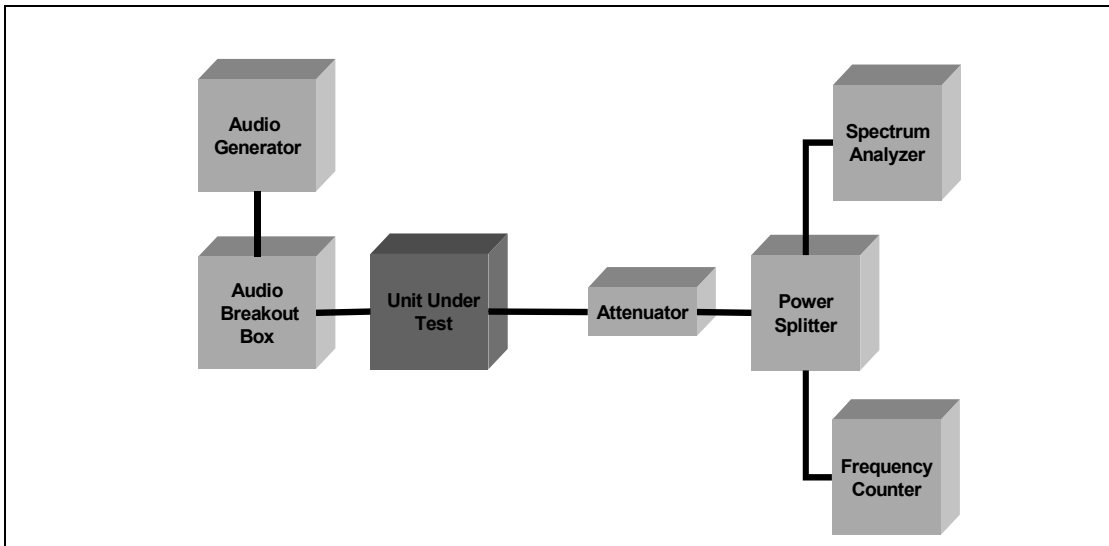 Audio
Generator
Audio
Breakout
Box
Unit Under
Test
Attenuator
Power
Splitter
Spectrum
Analyzer
Frequency
Counter